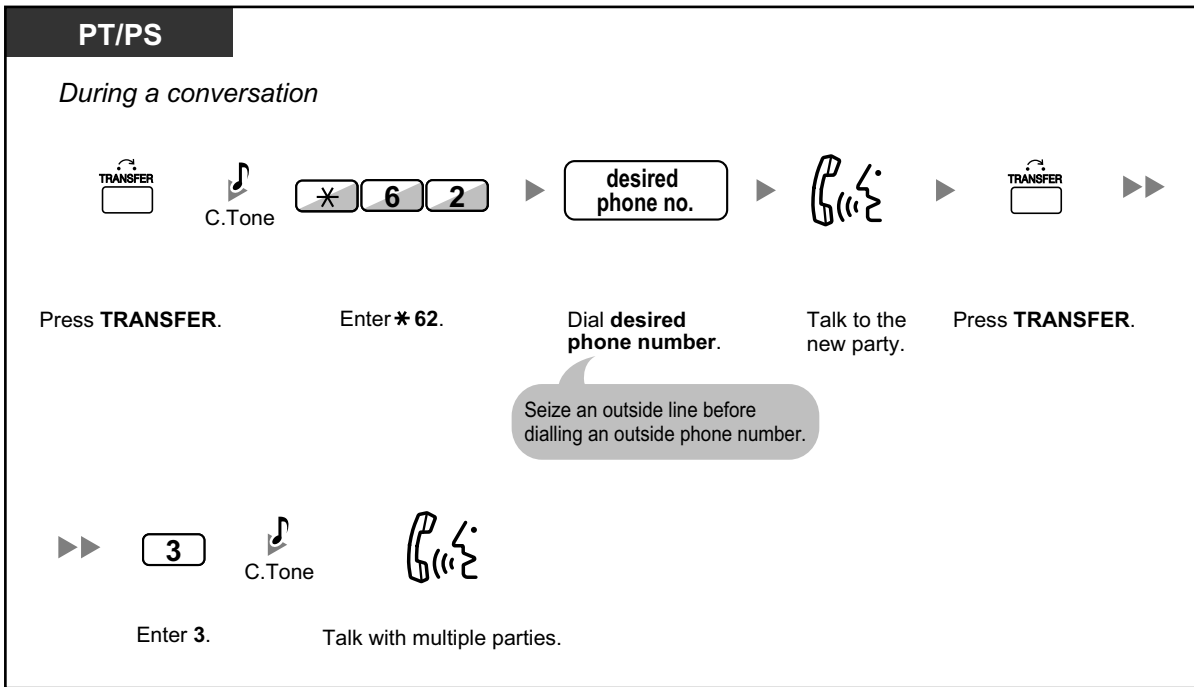 PT/PS
During a conversation
TRANSFER
C.Tone
* 6 2
desired
phone no.
TRANSFER
Press TRANSFER.
Enter * 62.
Dial desired
phone number.
Talk to the
new party.
Press TRANSFER.
Seize an outside line before
dialling an outside phone number.
3
C.Tone
Enter 3.
Talk with multiple parties.